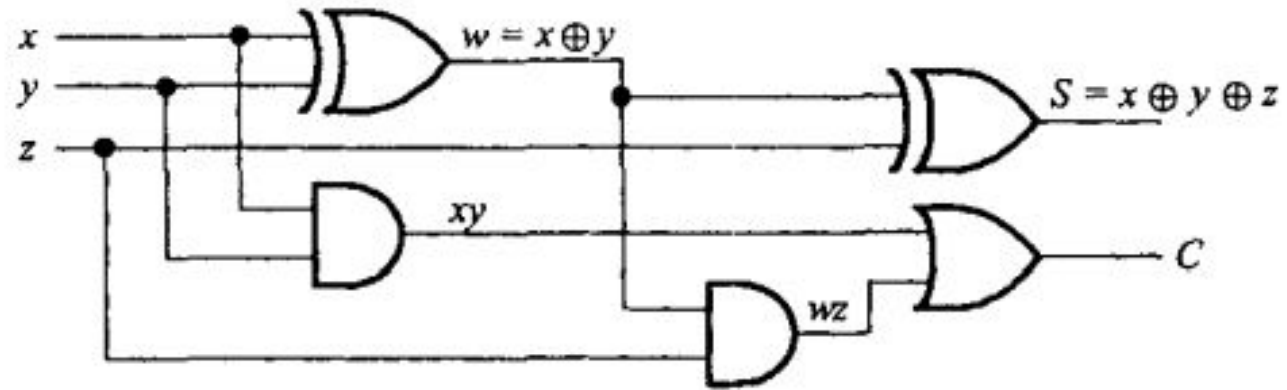 x
w = x ⊕ y
y
S = x ⊕ y ⊕ z
z
xy
C
wz